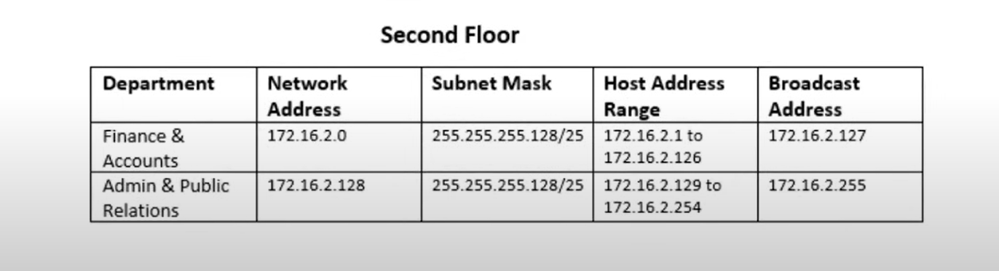 Second Floor
Department Network Address Subnet Mask Host Address Range Broadcast Address
Finance & Accounts 172.16.2.0 255.255.255.128/25 172.16.2.1 to 172.16.2.126 172.16.2.127
Admin & Public Relations 172.16.2.128 255.255.255.128/25 172.16.2.129 to 172.16.2.254 172.16.2.255